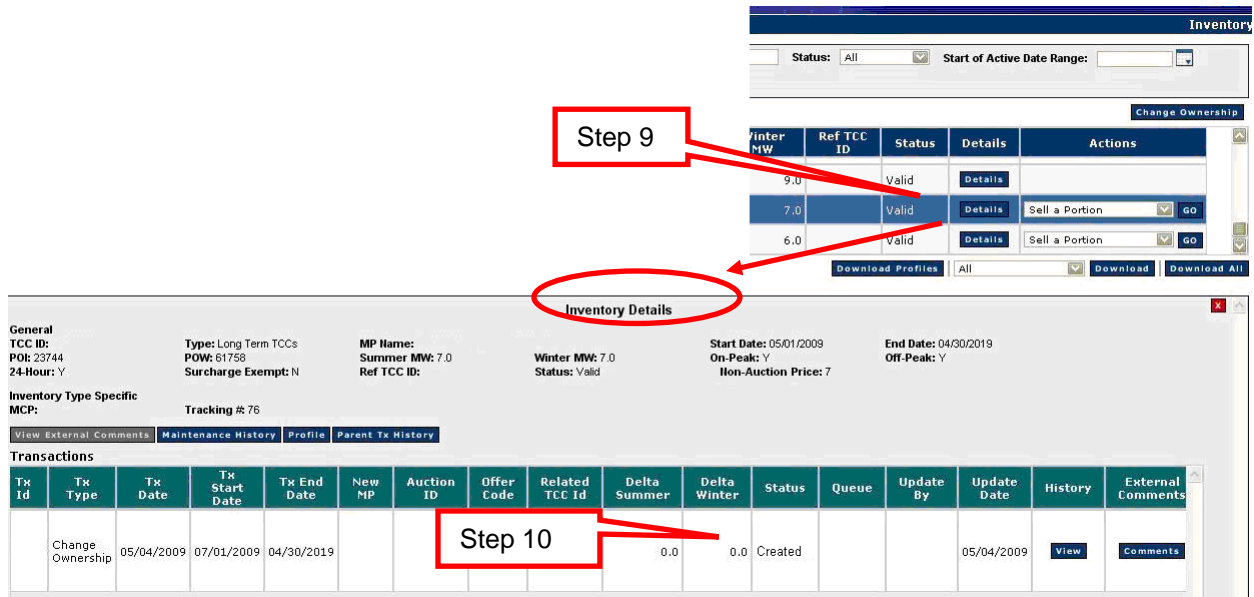 Inventory
Status: All Start of Active Date Range:
Change Ownership
Step 9
Winter MW Ref TCC ID Status Details Actions
9.0 Valid Details
7.0 Valid Details Sell a Portion GO
6.0 Valid Details Sell a Portion GO
Download Profiles All Download Download All
Inventory Details X
General
TCC ID: Type: Long Term TCCs MP Name: Start Date: 05/01/2009 End Date: 04/30/2019
POI: 23744 POW: 61758 Summer MW: 7.0 Winter MW: 7.0 On-Peak: Y Off-Peak: Y
24-Hour: Y Surcharge Exempt: N Ref TCC ID: Status: Valid Non-Auction Price: 7
Inventory Type Specific
MCP: Tracking #: 76
View External Comments Maintenance History Profile Parent Tx History
Transactions
Tx Id Tx Type Tx Date Tx Start Date Tx End Date New MP Auction ID Offer Code Related TCC Id Delta Summer Delta Winter Status Queue Update By Update Date History External Comments
Step 10
Change Ownership 05/04/2009 07/01/2009 04/30/2019 0.0 0.0 Created 05/04/2009 View Comments